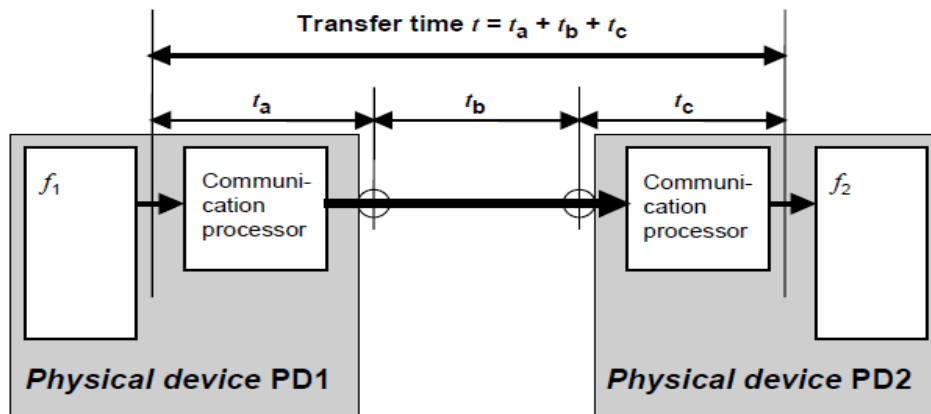 Transfer time t = ta + tb + tc
ta
tb
tc
f1
Communi-
cation
processor
Communi-
cation
processor
f2
Physical device PD1
Physical device PD2